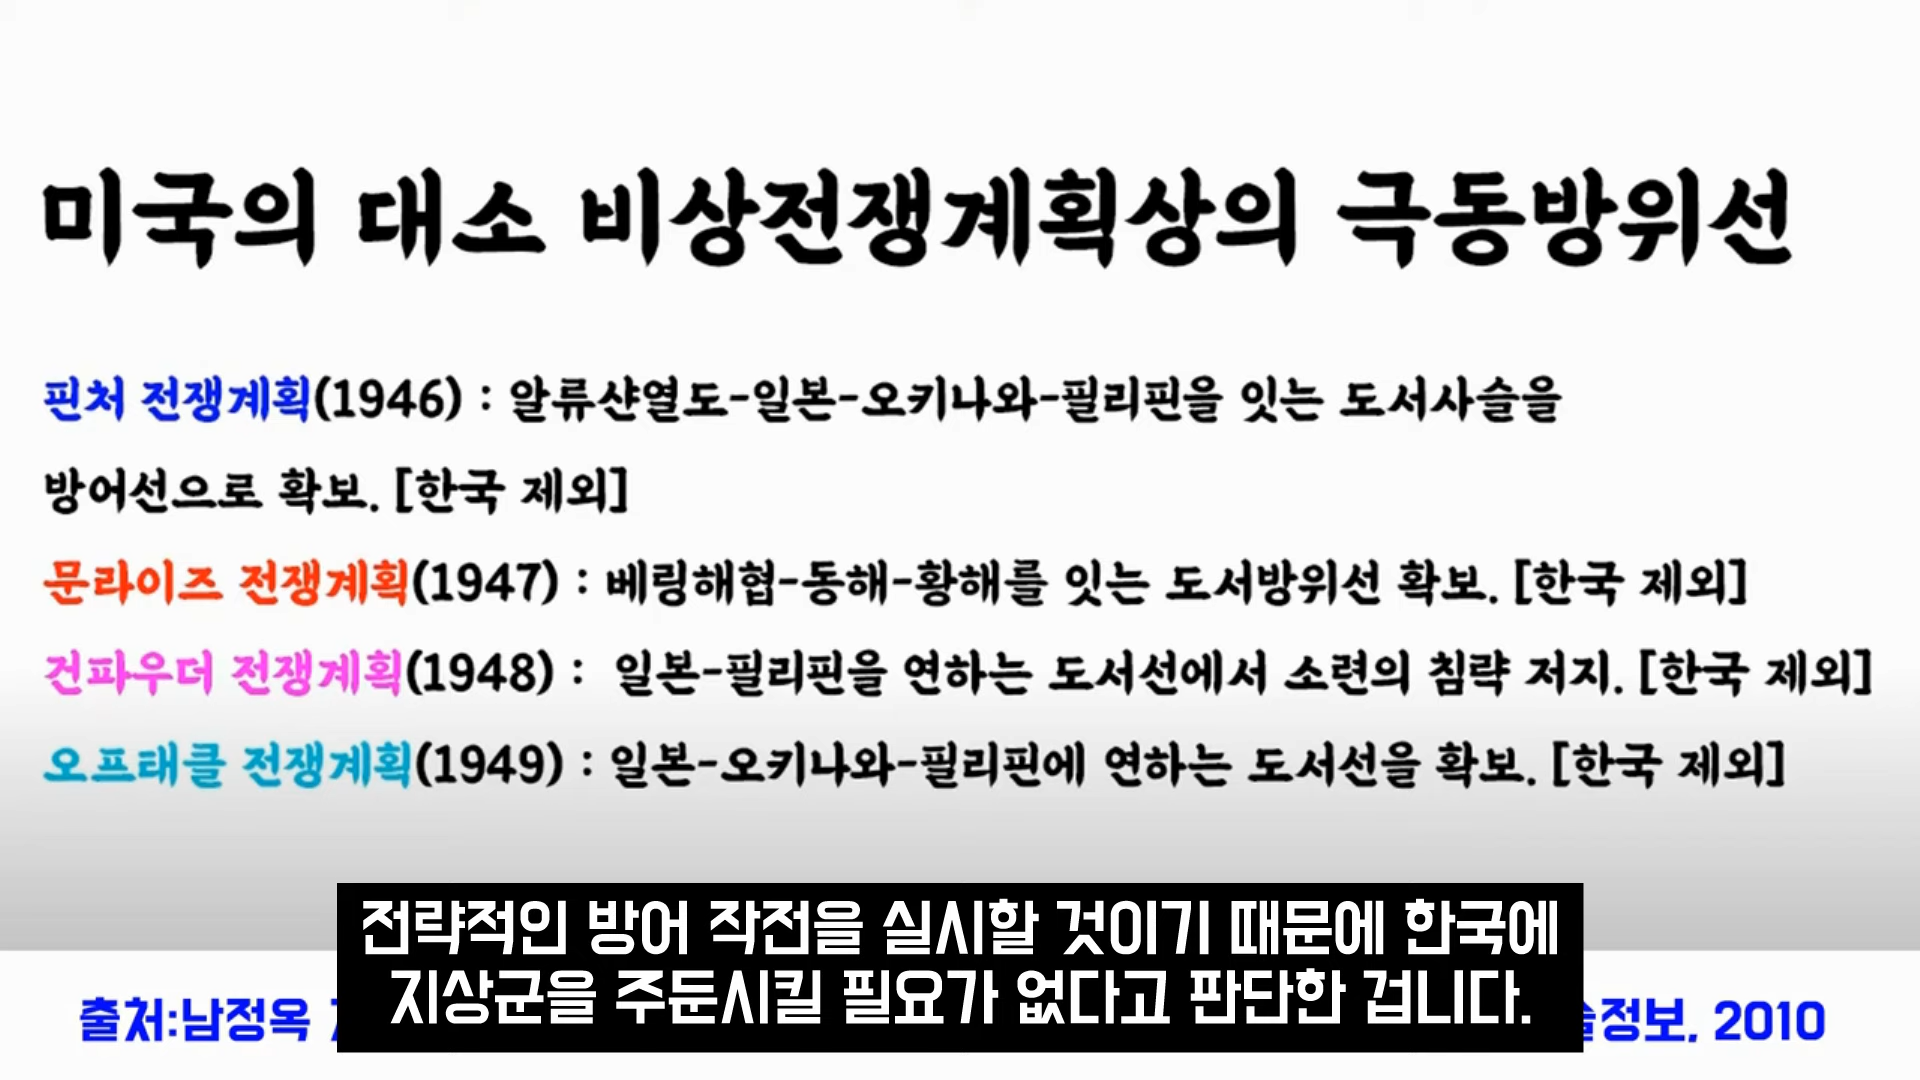 미국의 대소 비상전쟁계획상의 극동방위선
핀처 전쟁계획(1946) : 알류샨열도-일본-오키나와-필리핀을 잇는 도서사슬을
방어선으로 확보. [한국 제외]
문라이즈 전쟁계획(1947) : 베링해협-동해-황해를 잇는 도서방위선 확보. [한국 제외]
건파우더 전쟁계획(1948) : 일본-필리핀을 연하는 도서선에서 소련의 침략 저지. [한국 제외]
오프태클 전쟁계획(1949) : 일본-오키나와-필리핀에 연하는 도서선을 확보. [한국 제외]
전략적인 방어 작전을 실시할 것이기 때문에 한국에
지상군을 주둔시킬 필요가 없다고 판단한 겁니다.
출처:남정옥 술정보, 2010